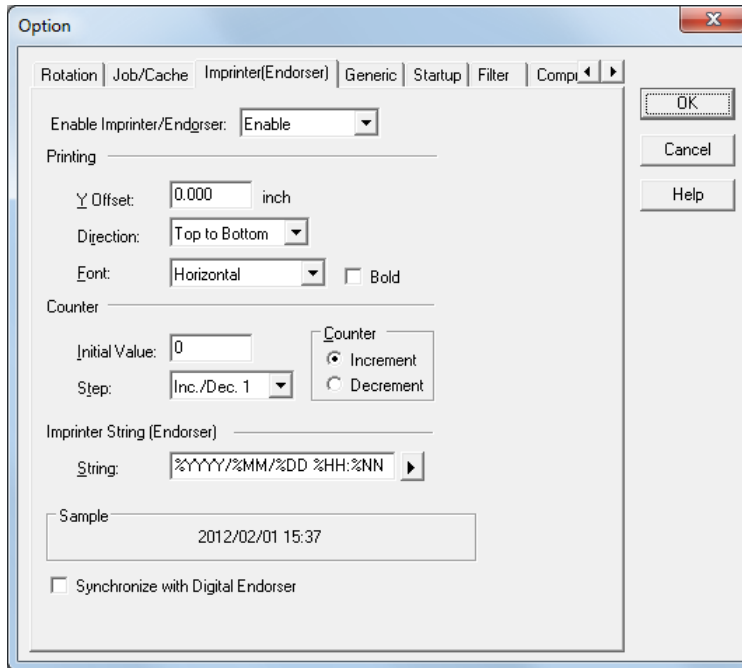 Option
Rotation Job/Cache Imprinter(Endorser) Generic Startup Filter
OK
Enable Imprinter/Endorser: Enable
Cancel
Printing
Help
Y Offset: 0.000 inch
Direction: Top to Bottom
Font: Horizontal Bold
Counter
Initial Value: 0
Counter
Increment
Step: Inc./Dec. 1
Decrement
Imprinter String (Endorser)
String: %YYYY/%MM/%DD %HH:%NN
Sample
2012/02/01 15:37
Synchronize with Digital Endorser